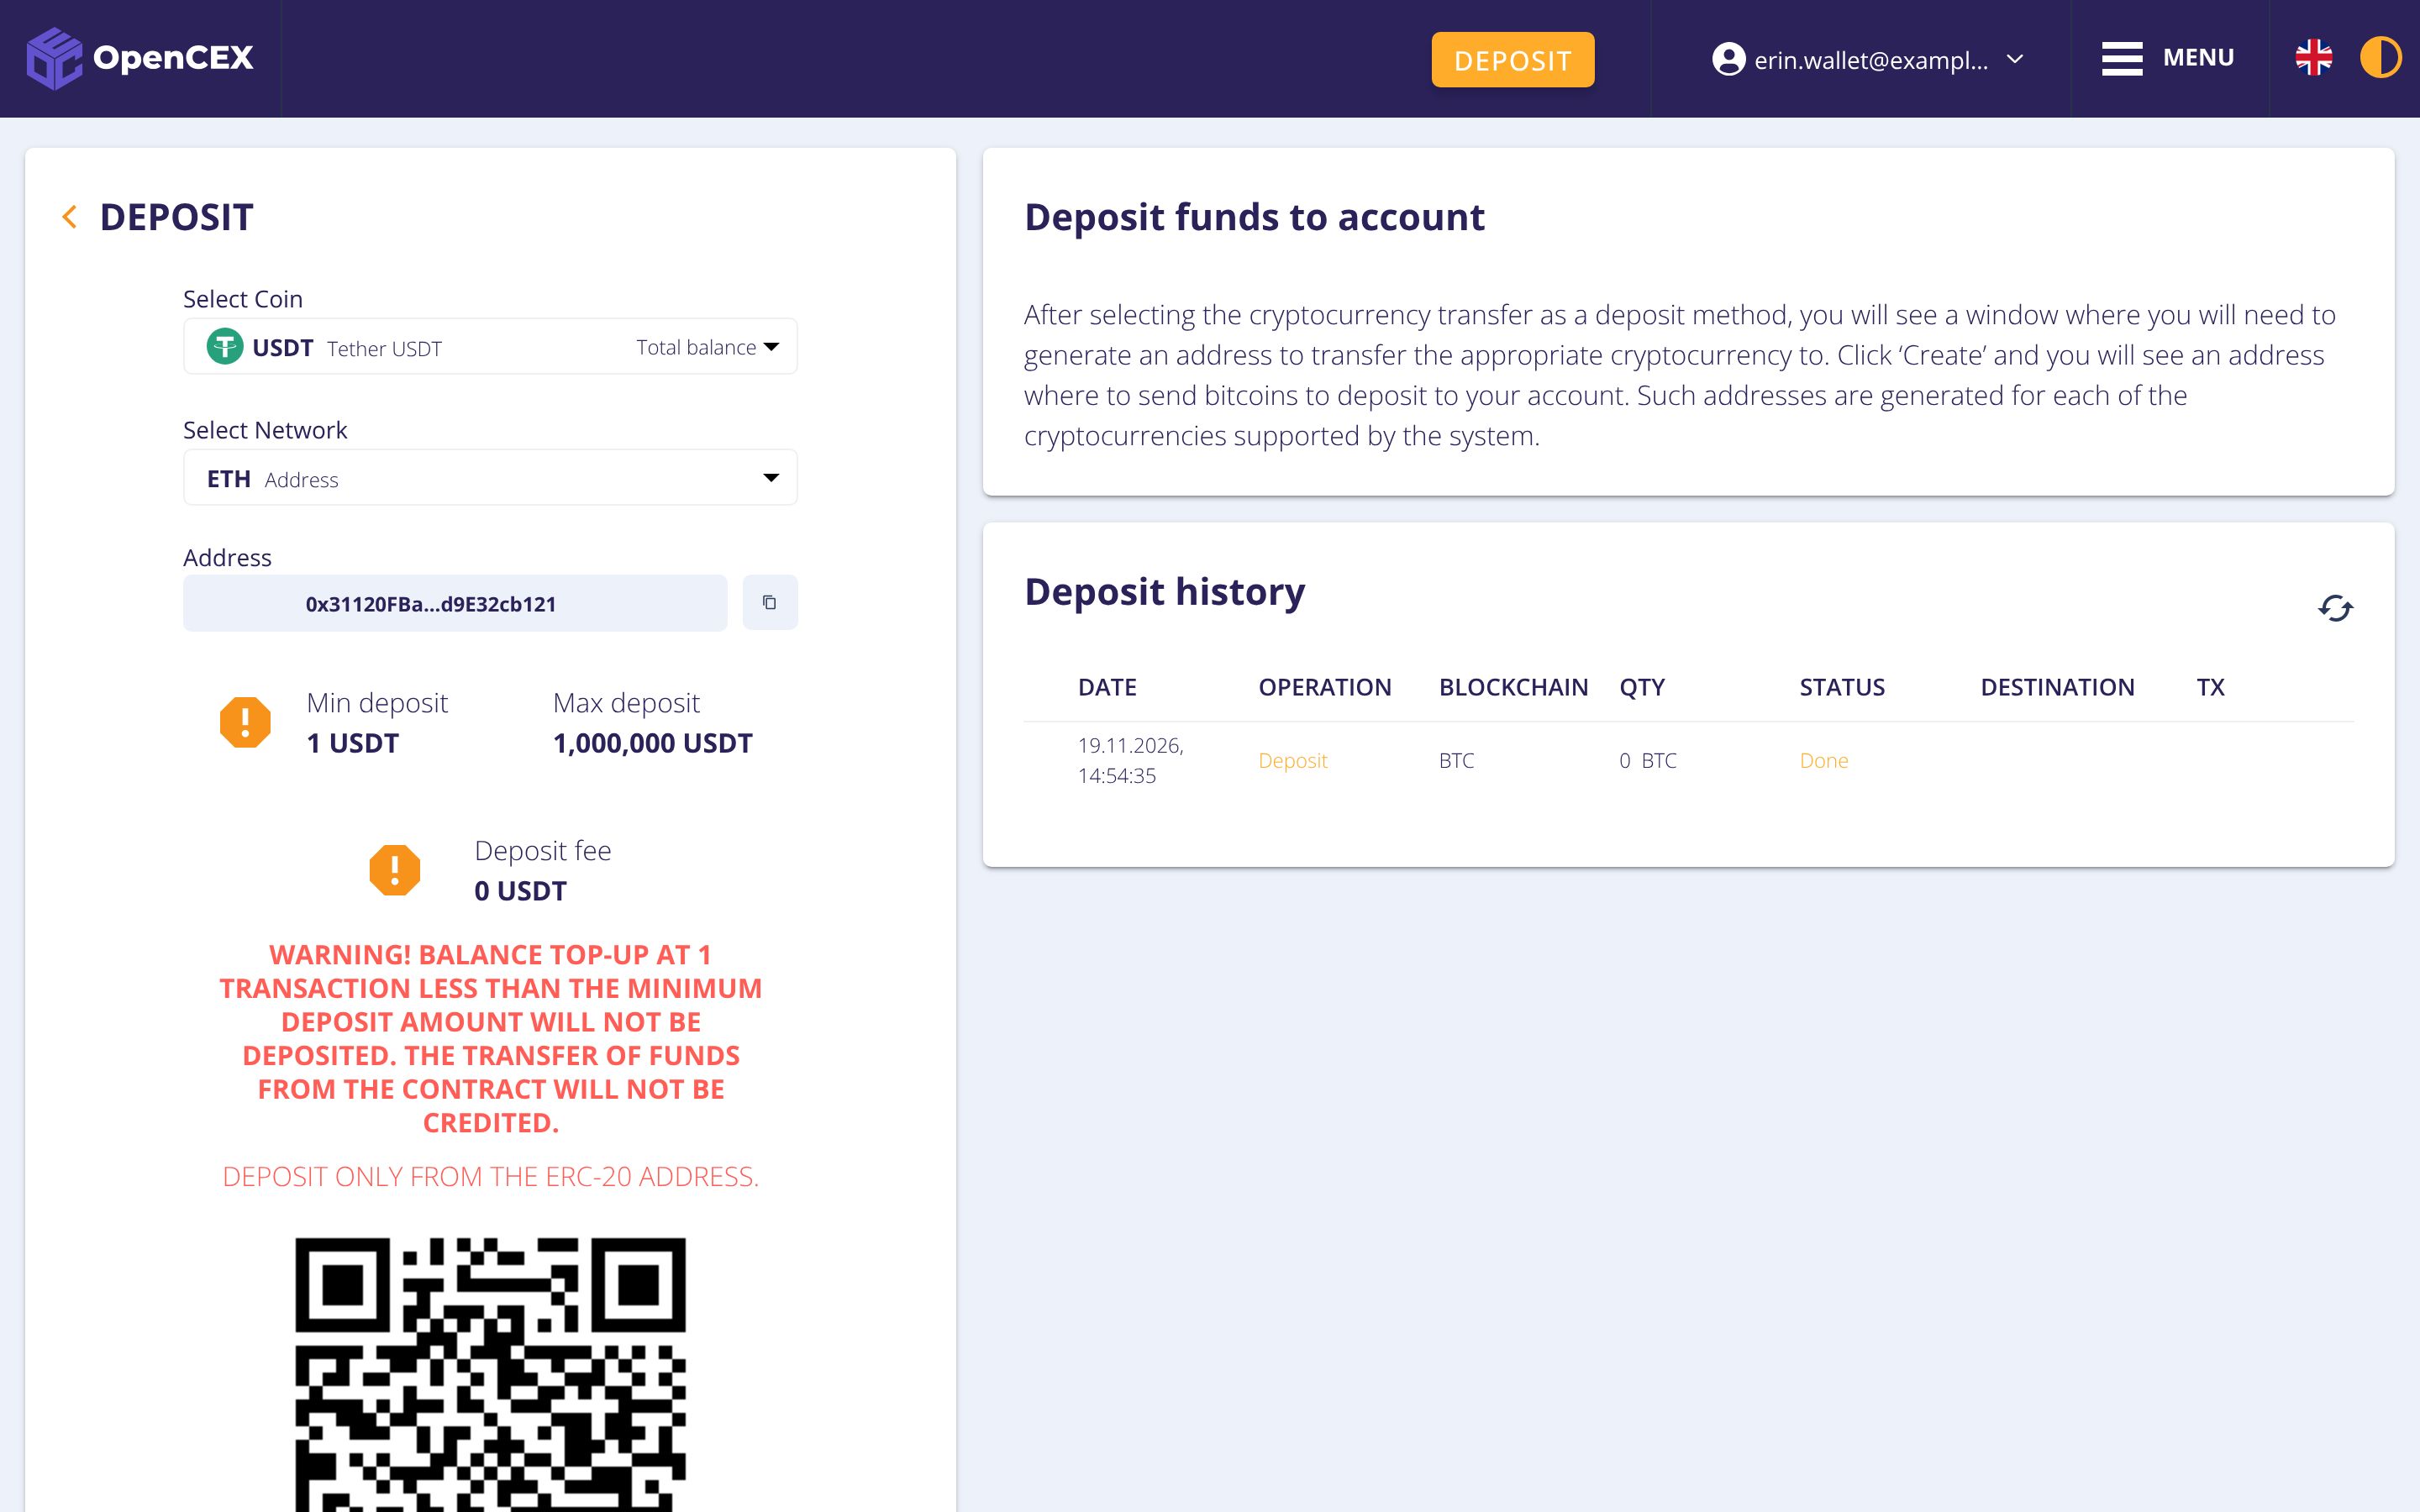 OpenCEX
DEPOSIT
erin.wallet@exampl...
MENU
DEPOSIT
Select Coin
USDT Tether USDT Total balance
Select Network
ETH Address
Address
0x31120FBa...d9E32cb121
Min deposit
1 USDT
Max deposit
1,000,000 USDT
Deposit fee
0 USDT
WARNING! BALANCE TOP-UP AT 1
TRANSACTION LESS THAN THE MINIMUM
DEPOSIT AMOUNT WILL NOT BE
DEPOSITED. THE TRANSFER OF FUNDS
FROM THE CONTRACT WILL NOT BE
CREDITED.
DEPOSIT ONLY FROM THE ERC-20 ADDRESS.
Deposit funds to account
After selecting the cryptocurrency transfer as a deposit method, you will see a window where you will need to
generate an address to transfer the appropriate cryptocurrency to. Click ‘Create’ and you will see an address
where to send bitcoins to deposit to your account. Such addresses are generated for each of the
cryptocurrencies supported by the system.
Deposit history
DATE OPERATION BLOCKCHAIN QTY STATUS DESTINATION TX
19.11.2026,
14:54:35
Deposit BTC 0 BTC Done